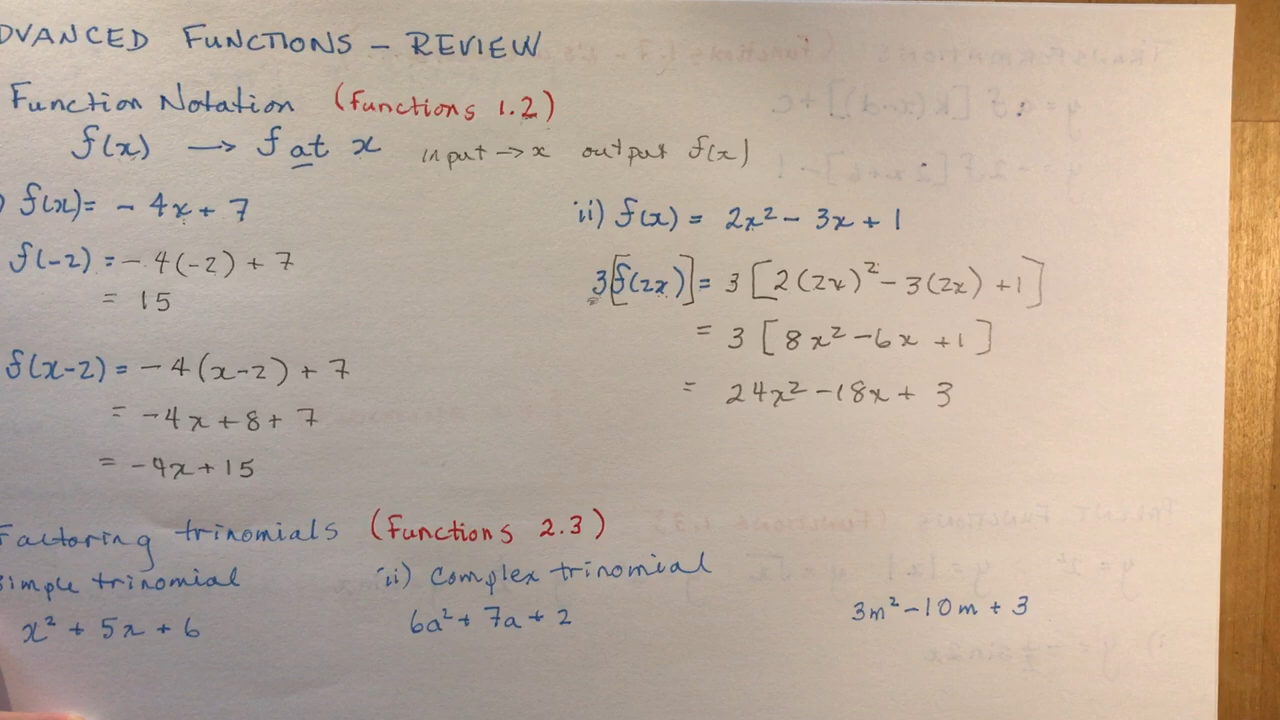 DVANCED FUNCTIONS - REVIEW
Function Notation (Functions 1.2)
f(x) → f at x input → x output f(x)
) f(x) = - 4x + 7
f(-2) = - 4(-2) + 7
= 15
f(x-2) = - 4(x-2) + 7
= -4x + 8 + 7
= -4x + 15
ii) f(x) = 2x² - 3x + 1
3[f(2x)] = 3[2(2x)² - 3(2x) + 1]
= 3[8x² - 6x + 1]
= 24x² - 18x + 3
Factoring trinomials (Functions 2.3)
simple trinomial
x² + 5x + 6
ii) complex trinomial
6a² + 7a + 2
3m² - 10m + 3